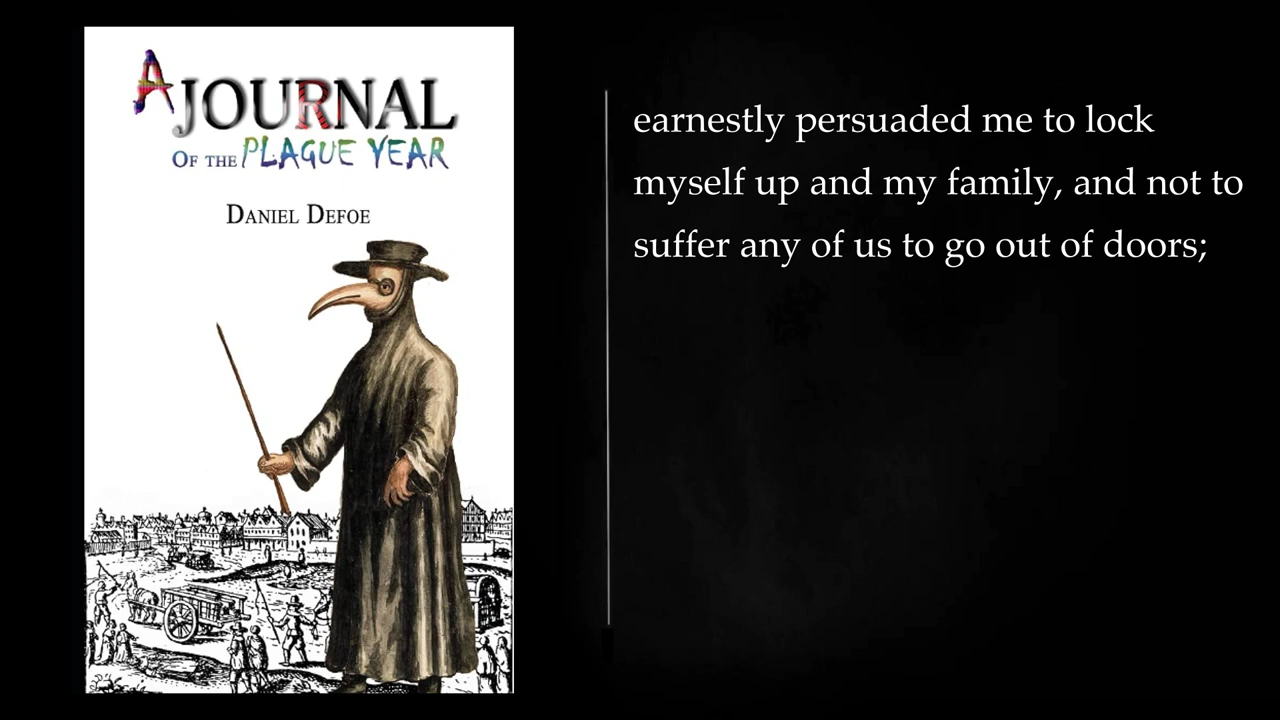 A JOURNAL
OF THE PLAGUE YEAR
DANIEL DEFOE
earnestly persuaded me to lock
myself up and my family, and not to
suffer any of us to go out of doors;